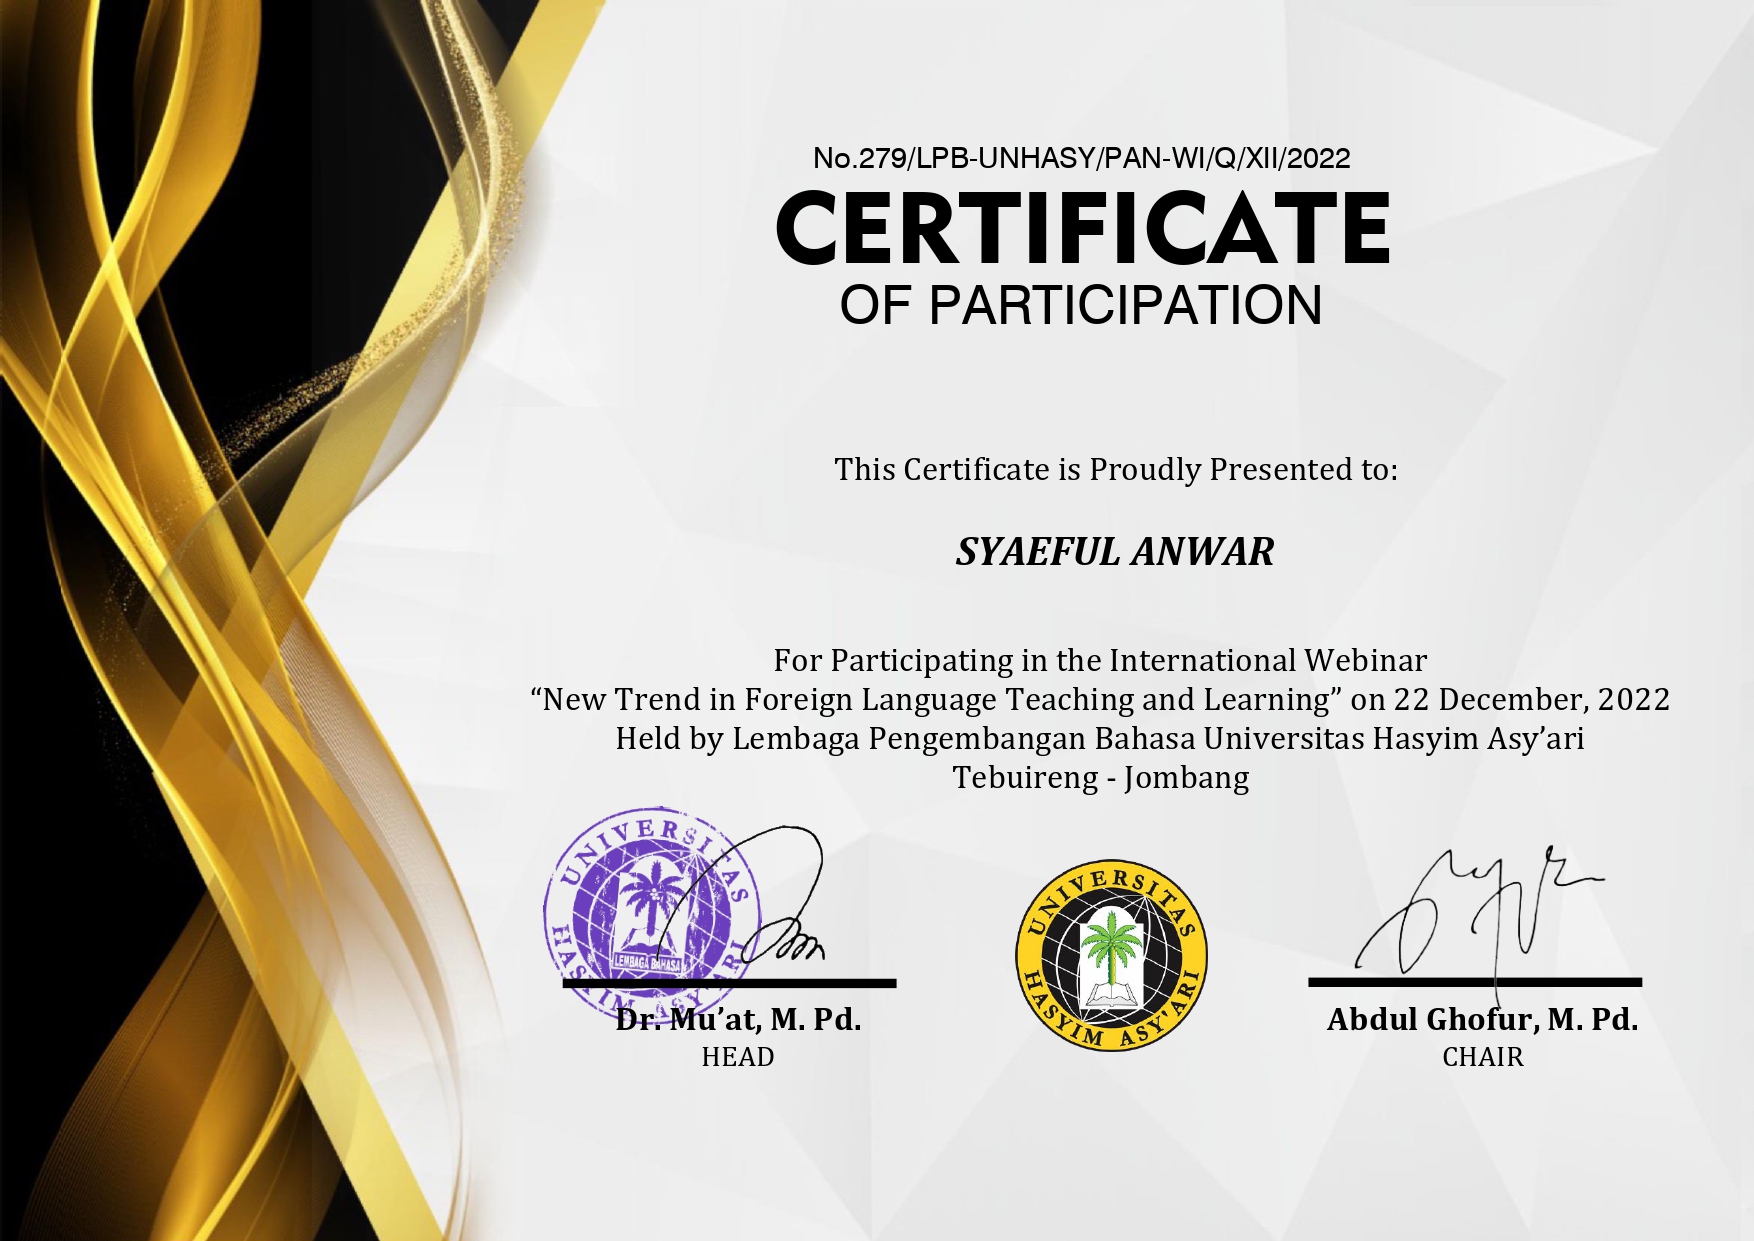 No.279/LPB-UNHASY/PAN-WI/Q/XII/2022
CERTIFICATE
OF PARTICIPATION
This Certificate is Proudly Presented to:
SYAEFUL ANWAR
For Participating in the International Webinar
“New Trend in Foreign Language Teaching and Learning” on 22 December, 2022
Held by Lembaga Pengembangan Bahasa Universitas Hasyim Asy’ari
Tebuireng - Jombang
UNIVERSITAS
HASYIM ASY'ARI
LEMBAGA BAHASA
UNIVERSITAS
HASYIM ASY'ARI
Dr. Mu’at, M. Pd.
HEAD
Abdul Ghofur, M. Pd.
CHAIR